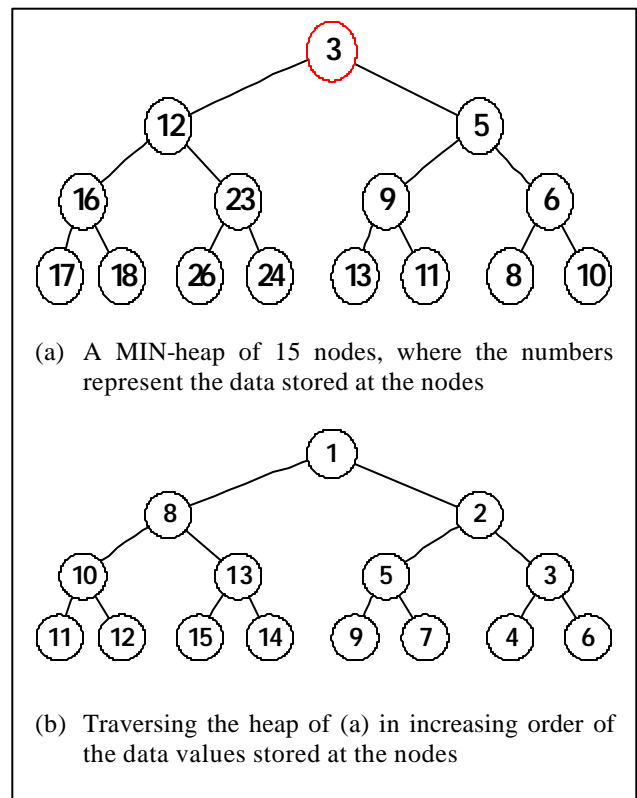 3
12 5
16 23 9 6
17 18 26 24 13 11 8 10
(a) A MIN-heap of 15 nodes, where the numbers
represent the data stored at the nodes
1
8 2
10 13 5 3
11 12 15 14 9 7 4 6
(b) Traversing the heap of (a) in increasing order of
the data values stored at the nodes